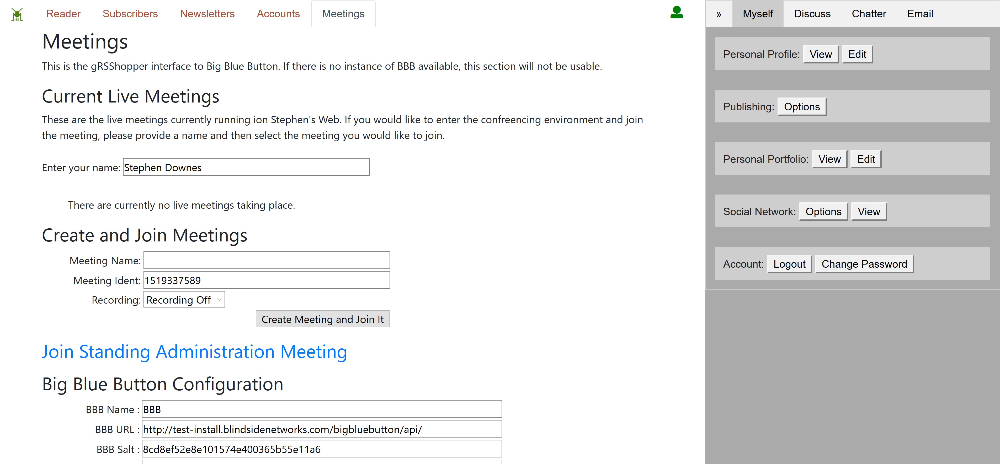 Reader Subscribers Newsletters Accounts Meetings
Meetings
This is the gRSShopper interface to Big Blue Button. If there is no instance of BBB available, this section will not be usable.
Current Live Meetings
These are the live meetings currently running ion Stephen's Web. If you would like to enter the confreencing environment and join
the meeting, please provide a name and then select the meeting you would like to join.
Enter your name: Stephen Downes
There are currently no live meetings taking place.
Create and Join Meetings
Meeting Name:
Meeting Ident: 1519337589
Recording: Recording Off
Create Meeting and Join It
Join Standing Administration Meeting
Big Blue Button Configuration
BBB Name : BBB
BBB URL : http://test-install.blindsidenetworks.com/bigbluebutton/api/
BBB Salt : 8cd8ef52e8e101574e400365b55e11a6
» Myself Discuss Chatter Email
Personal Profile: View Edit
Publishing: Options
Personal Portfolio: View Edit
Social Network: Options View
Account: Logout Change Password